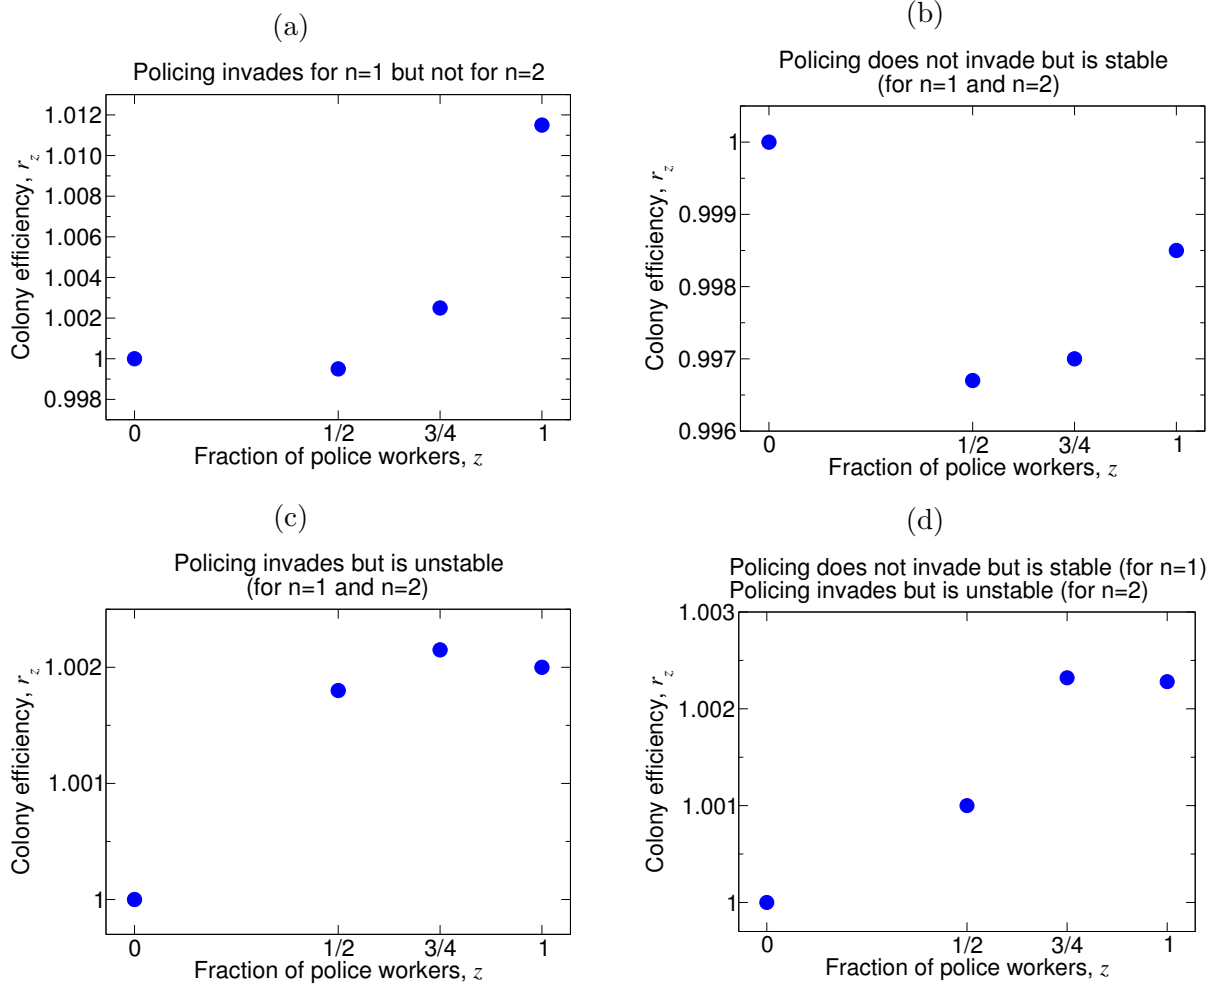 (a)
Policing invades for n=1 but not for n=2
1.012
1.010
1.008
1.006
1.004
1.002
1
0.998
Colony efficiency, r_z
0
1/2
3/4
1
Fraction of police workers, z
(b)
Policing does not invade but is stable
(for n=1 and n=2)
1
0.999
0.998
0.997
0.996
Colony efficiency, r_z
0
1/2
3/4
1
Fraction of police workers, z
(c)
Policing invades but is unstable
(for n=1 and n=2)
1.002
1.001
1
Colony efficiency, r_z
0
1/2
3/4
1
Fraction of police workers, z
(d)
Policing does not invade but is stable (for n=1)
Policing invades but is unstable (for n=2)
1.003
1.002
1.001
1
Colony efficiency, r_z
0
1/2
3/4
1
Fraction of police workers, z